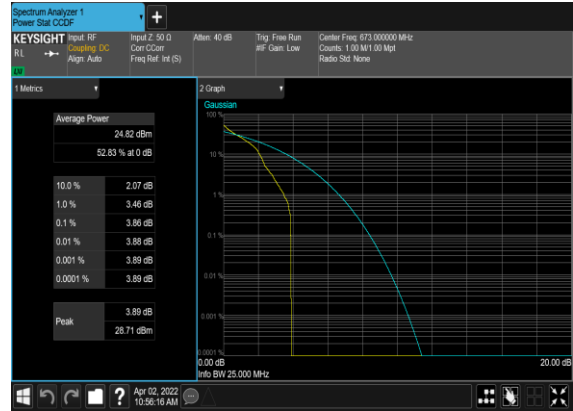 Spectrum Analyzer 1
Power Stat CCDF
KEYSIGHT
RL
LXI
Input: RF
Coupling: DC
Align: Auto
Input Z: 50 Ω
Corr CCorr
Freq Ref: Int (S)
Atten: 40 dB
Trig: Free Run
#IF Gain: Low
Center Freq: 673.000000 MHz
Counts: 1.00 M/1.00 Mpt
Radio Std: None
1 Metrics
Average Power
24.82 dBm
52.83 % at 0 dB
10.0 % 2.07 dB
1.0 % 3.46 dB
0.1 % 3.86 dB
0.01 % 3.88 dB
0.001 % 3.89 dB
0.0001 % 3.89 dB
Peak
3.89 dB
28.71 dBm
2 Graph
Gaussian
100 %
10 %
1 %
0.1 %
0.01 %
0.001 %
0.0001 %
0.00 dB
20.00 dB
Info BW 25.000 MHz
?
Apr 02, 2022
10:56:16 AM